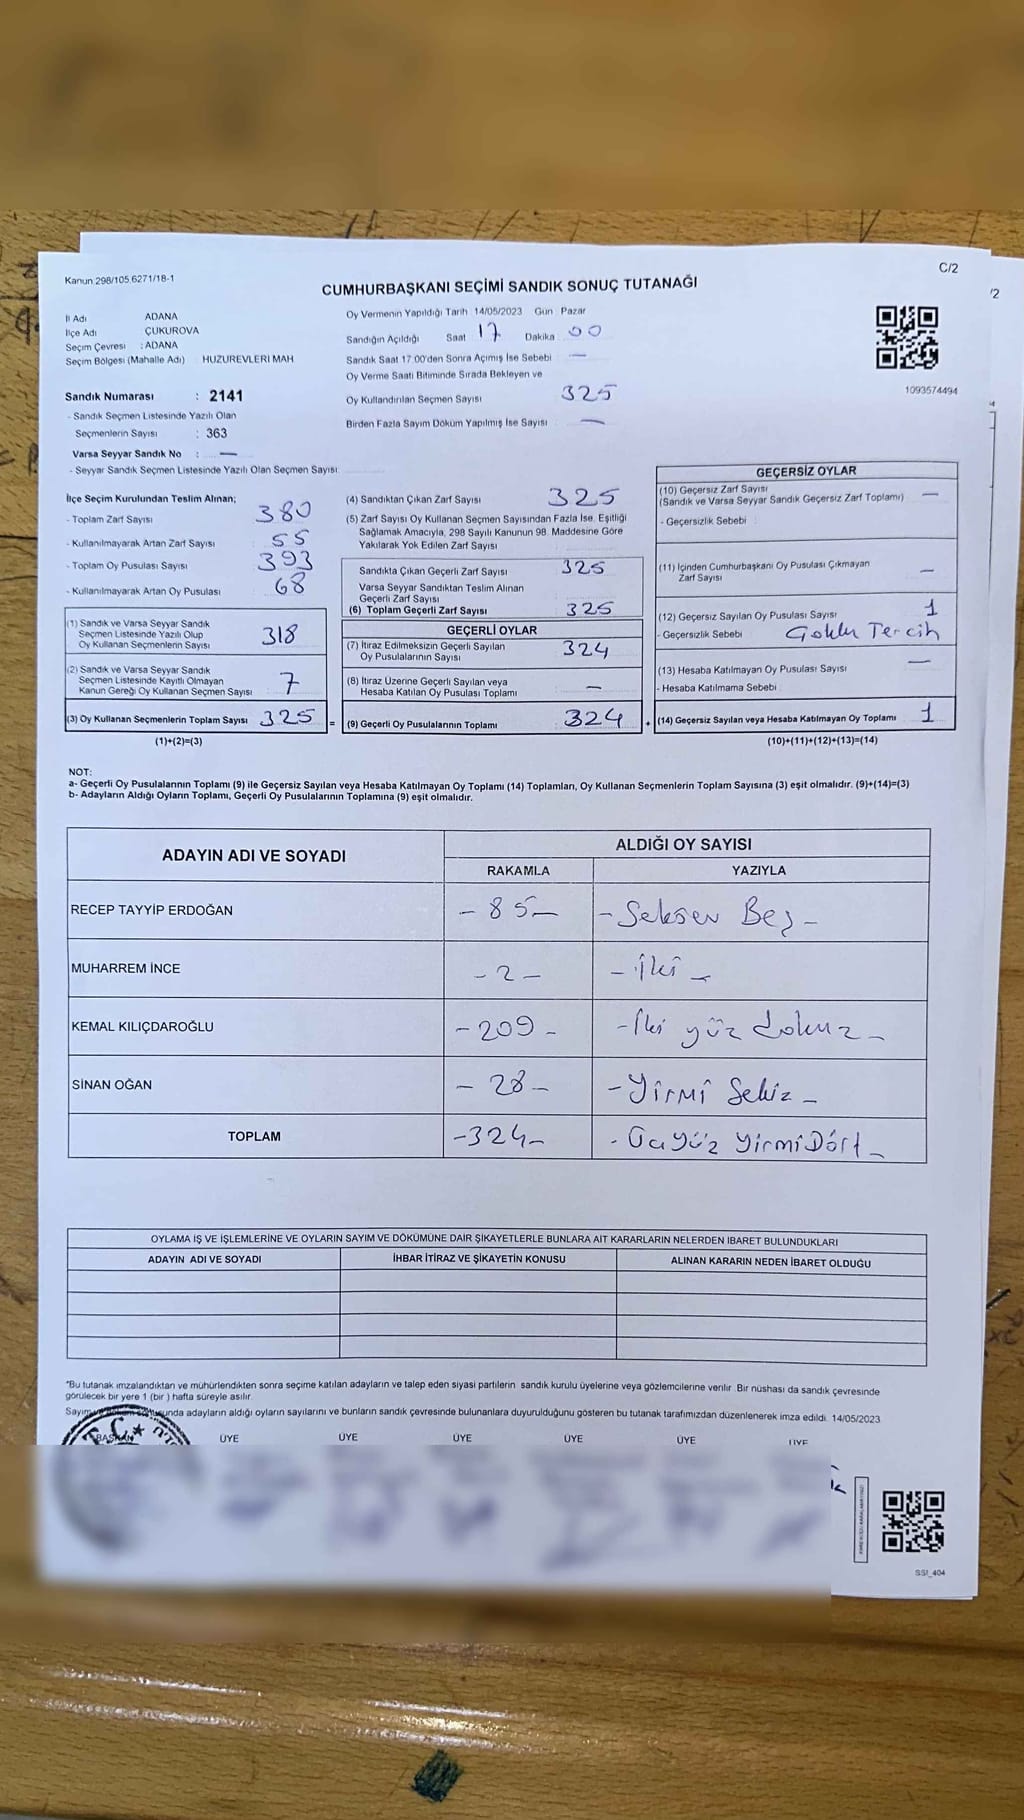 C/2
/2
Kanun 298/105.6271/18-1
CUMHURBAŞKANI SEÇİMİ SANDIK SONUÇ TUTANAĞI
İl Adı ADANA
İlçe Adı ÇUKUROVA
Seçim Çevresi : ADANA
Seçim Bölgesi (Mahalle Adı) HUZUREVLERİ MAH
Sandık Numarası : 2141
- Sandık Seçmen Listesinde Yazılı Olan
Seçmenlerin Sayısı : 363
Varsa Seyyar Sandık No : —
- Seyyar Sandık Seçmen Listesinde Yazılı Olan Seçmen Sayısı:
Oy Vermenin Yapıldığı Tarih 14/05/2023 Gün Pazar
Sandığın Açıldığı Saat 17 Dakika 00
Sandık Saat 17:00'den Sonra Açımış İse Sebebi —
Oy Verme Saati Bitiminde Sırada Bekleyen ve
Oy Kullandırılan Seçmen Sayısı 325
Birden Fazla Sayım Döküm Yapılmış İse Sayısı —
1093574494
İlçe Seçim Kurulundan Teslim Alınan;
- Toplam Zarf Sayısı 380
- Kullanılmayarak Artan Zarf Sayısı 55
- Toplam Oy Pusulası Sayısı 393
- Kullanılmayarak Artan Oy Pusulası 68
(1) Sandık ve Varsa Seyyar Sandık
Seçmen Listesinde Yazılı Olup
Oy Kullanan Seçmenlerin Sayısı 318
(2) Sandık ve Varsa Seyyar Sandık
Seçmen Listesinde Kayıtlı Olmayan
Kanun Gereği Oy Kullanan Seçmen Sayısı 7
(3) Oy Kullanan Seçmenlerin Toplam Sayısı 325
(1)+(2)=(3)
(4) Sandıktan Çıkan Zarf Sayısı 325
(5) Zarf Sayısı Oy Kullanan Seçmen Sayısından Fazla İse, Eşitliği
Sağlamak Amacıyla, 298 Sayılı Kanunun 98. Maddesine Göre
Yakılarak Yok Edilen Zarf Sayısı
Sandıkta Çıkan Geçerli Zarf Sayısı 325
Varsa Seyyar Sandıktan Teslim Alınan
Geçerli Zarf Sayısı
(6) Toplam Geçerli Zarf Sayısı 325
GEÇERLİ OYLAR
(7) İtiraz Edilmeksizin Geçerli Sayılan
Oy Pusulalarının Sayısı 324
(8) İtiraz Üzerine Geçerli Sayılan veya
Hesaba Katılan Oy Pusulası Toplamı —
= (9) Geçerli Oy Pusulalarının Toplamı 324
GEÇERSİZ OYLAR
(10) Geçersiz Zarf Sayısı
(Sandık ve Varsa Seyyar Sandık Geçersiz Zarf Toplamı) —
- Geçersizlik Sebebi
(11) İçinden Cumhurbaşkanı Oy Pusulası Çıkmayan
Zarf Sayısı —
(12) Geçersiz Sayılan Oy Pusulası Sayısı 1
- Geçersizlik Sebebi Çoklu Tercih
(13) Hesaba Katılmayan Oy Pusulası Sayısı —
- Hesaba Katılmama Sebebi
+ (14) Geçersiz Sayılan veya Hesaba Katılmayan Oy Toplamı 1
(10)+(11)+(12)+(13)=(14)
NOT:
a- Geçerli Oy Pusulalarının Toplamı (9) ile Geçersiz Sayılan veya Hesaba Katılmayan Oy Toplamı (14) Toplamları, Oy Kullanan Seçmenlerin Toplam Sayısına (3) eşit olmalıdır. (9)+(14)=(3)
b- Adayların Aldığı Oyların Toplamı, Geçerli Oy Pusulalarının Toplamına (9) eşit olmalıdır.
ADAYIN ADI VE SOYADI ALDIĞI OY SAYISI
RAKAMLA YAZIYLA
RECEP TAYYİP ERDOĞAN - 85 - - Seksen Beş -
MUHARREM İNCE - 2 - - İki -
KEMAL KILIÇDAROĞLU - 209 - - İki yüz dokuz -
SİNAN OĞAN - 28 - - Yirmi Sekiz -
TOPLAM - 324 - - Üçyüz YirmiDört -
OYLAMA İŞ VE İŞLEMLERİNE VE OYLARIN SAYIM VE DÖKÜMÜNE DAİR ŞİKAYETLERLE BUNLARA AİT KARARLARIN NELERDEN İBARET BULUNDUKLARI
ADAYIN ADI VE SOYADI İHBAR İTİRAZ VE ŞİKAYETİN KONUSU ALINAN KARARIN NEDEN İBARET OLDUĞU
*Bu tutanak imzalandıktan ve mühürlendikten sonra seçime katılan adayların ve talep eden siyasi partilerin sandık kurulu üyelerine veya gözlemcilerine verilir. Bir nüshası da sandık çevresinde
görülecek bir yere 1 (bir ) hafta süreyle asılır.
adayların aldığı oyların sayılarını ve bunların sandık çevresinde bulunanlara duyurulduğunu gösteren bu tutanak tarafımızdan düzenlenerek imza edildi. 14/05/2023
BAŞKAN ÜYE ÜYE ÜYE ÜYE ÜYE ÜYE
T.C.
SSI_404